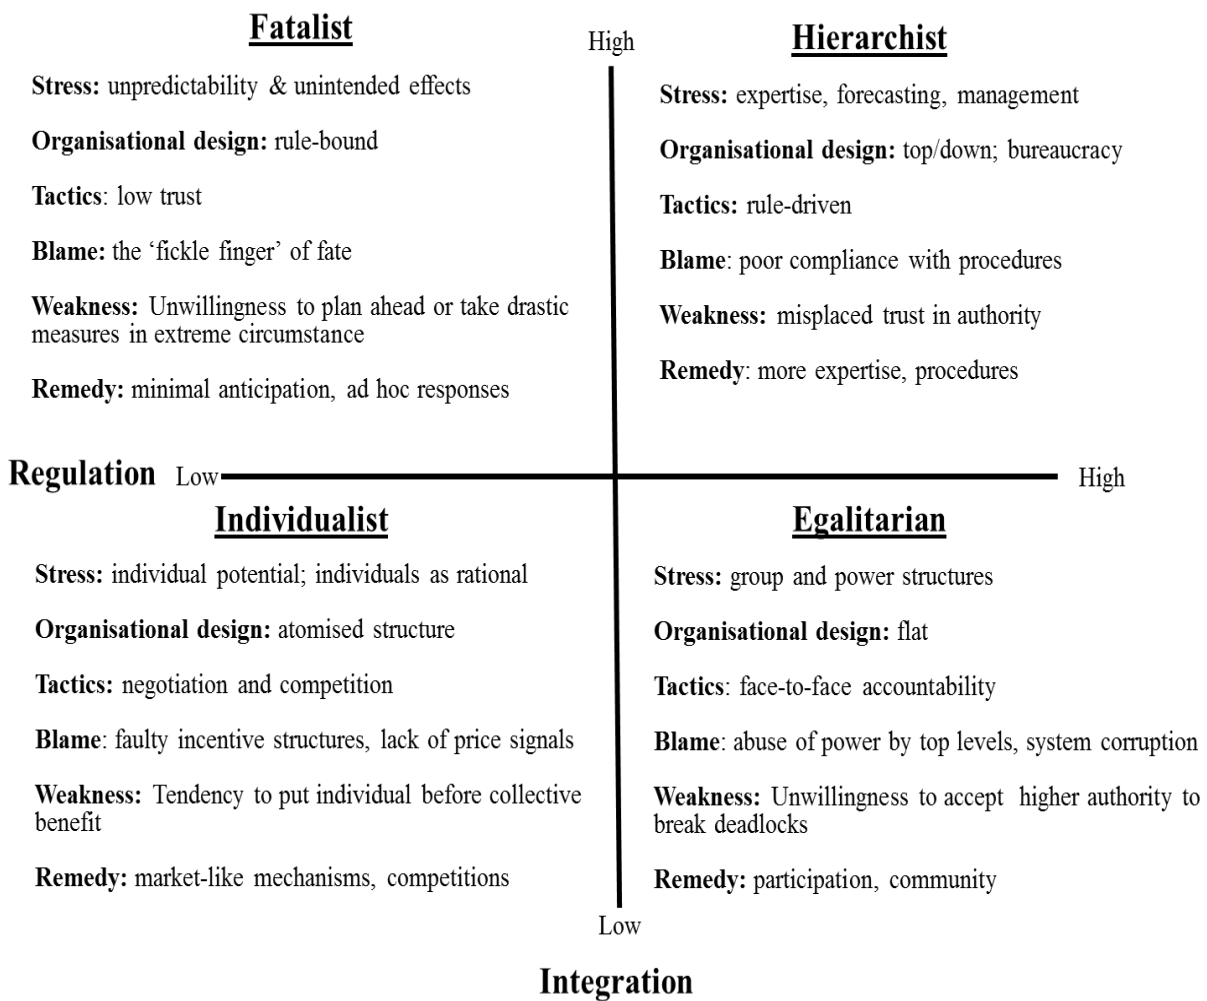 Fatalist
Stress: unpredictability & unintended effects
Organisational design: rule-bound
Tactics: low trust
Blame: the ‘fickle finger’ of fate
Weakness: Unwillingness to plan ahead or take drastic
measures in extreme circumstance
Remedy: minimal anticipation, ad hoc responses
High
Hierarchist
Stress: expertise, forecasting, management
Organisational design: top/down; bureaucracy
Tactics: rule-driven
Blame: poor compliance with procedures
Weakness: misplaced trust in authority
Remedy: more expertise, procedures
Regulation Low
High
Individualist
Stress: individual potential; individuals as rational
Organisational design: atomised structure
Tactics: negotiation and competition
Blame: faulty incentive structures, lack of price signals
Weakness: Tendency to put individual before collective
benefit
Remedy: market-like mechanisms, competitions
Egalitarian
Stress: group and power structures
Organisational design: flat
Tactics: face-to-face accountability
Blame: abuse of power by top levels, system corruption
Weakness: Unwillingness to accept higher authority to
break deadlocks
Remedy: participation, community
Low
Integration